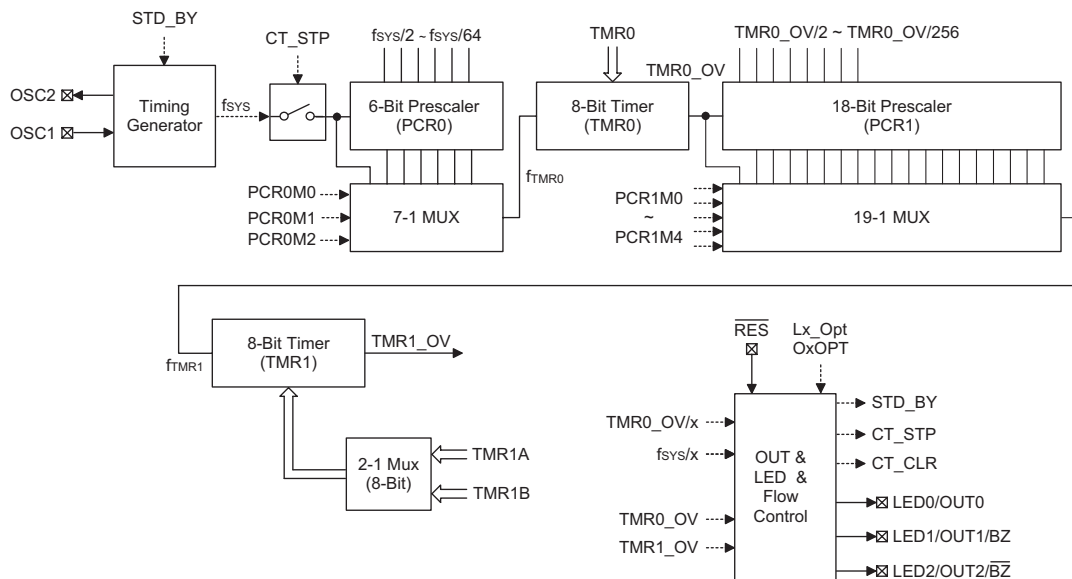 STD_BY
CT_STP
fSYS/2 ~ fSYS/64
TMR0
TMR0_OV/2 ~ TMR0_OV/256
TMR0_OV
OSC2
OSC1
Timing
Generator
fSYS
6-Bit Prescaler
(PCR0)
8-Bit Timer
(TMR0)
18-Bit Prescaler
(PCR1)
PCR0M0
PCR0M1
PCR0M2
7-1 MUX
fTMR0
PCR1M0
~
PCR1M4
19-1 MUX
fTMR1
8-Bit Timer
(TMR1)
TMR1_OV
2-1 Mux
(8-Bit)
TMR1A
TMR1B
RES
Lx_Opt
OxOPT
TMR0_OV/x
fSYS/x
TMR0_OV
TMR1_OV
OUT &
LED &
Flow
Control
STD_BY
CT_STP
CT_CLR
LED0/OUT0
LED1/OUT1/BZ
LED2/OUT2/B̅Z̅